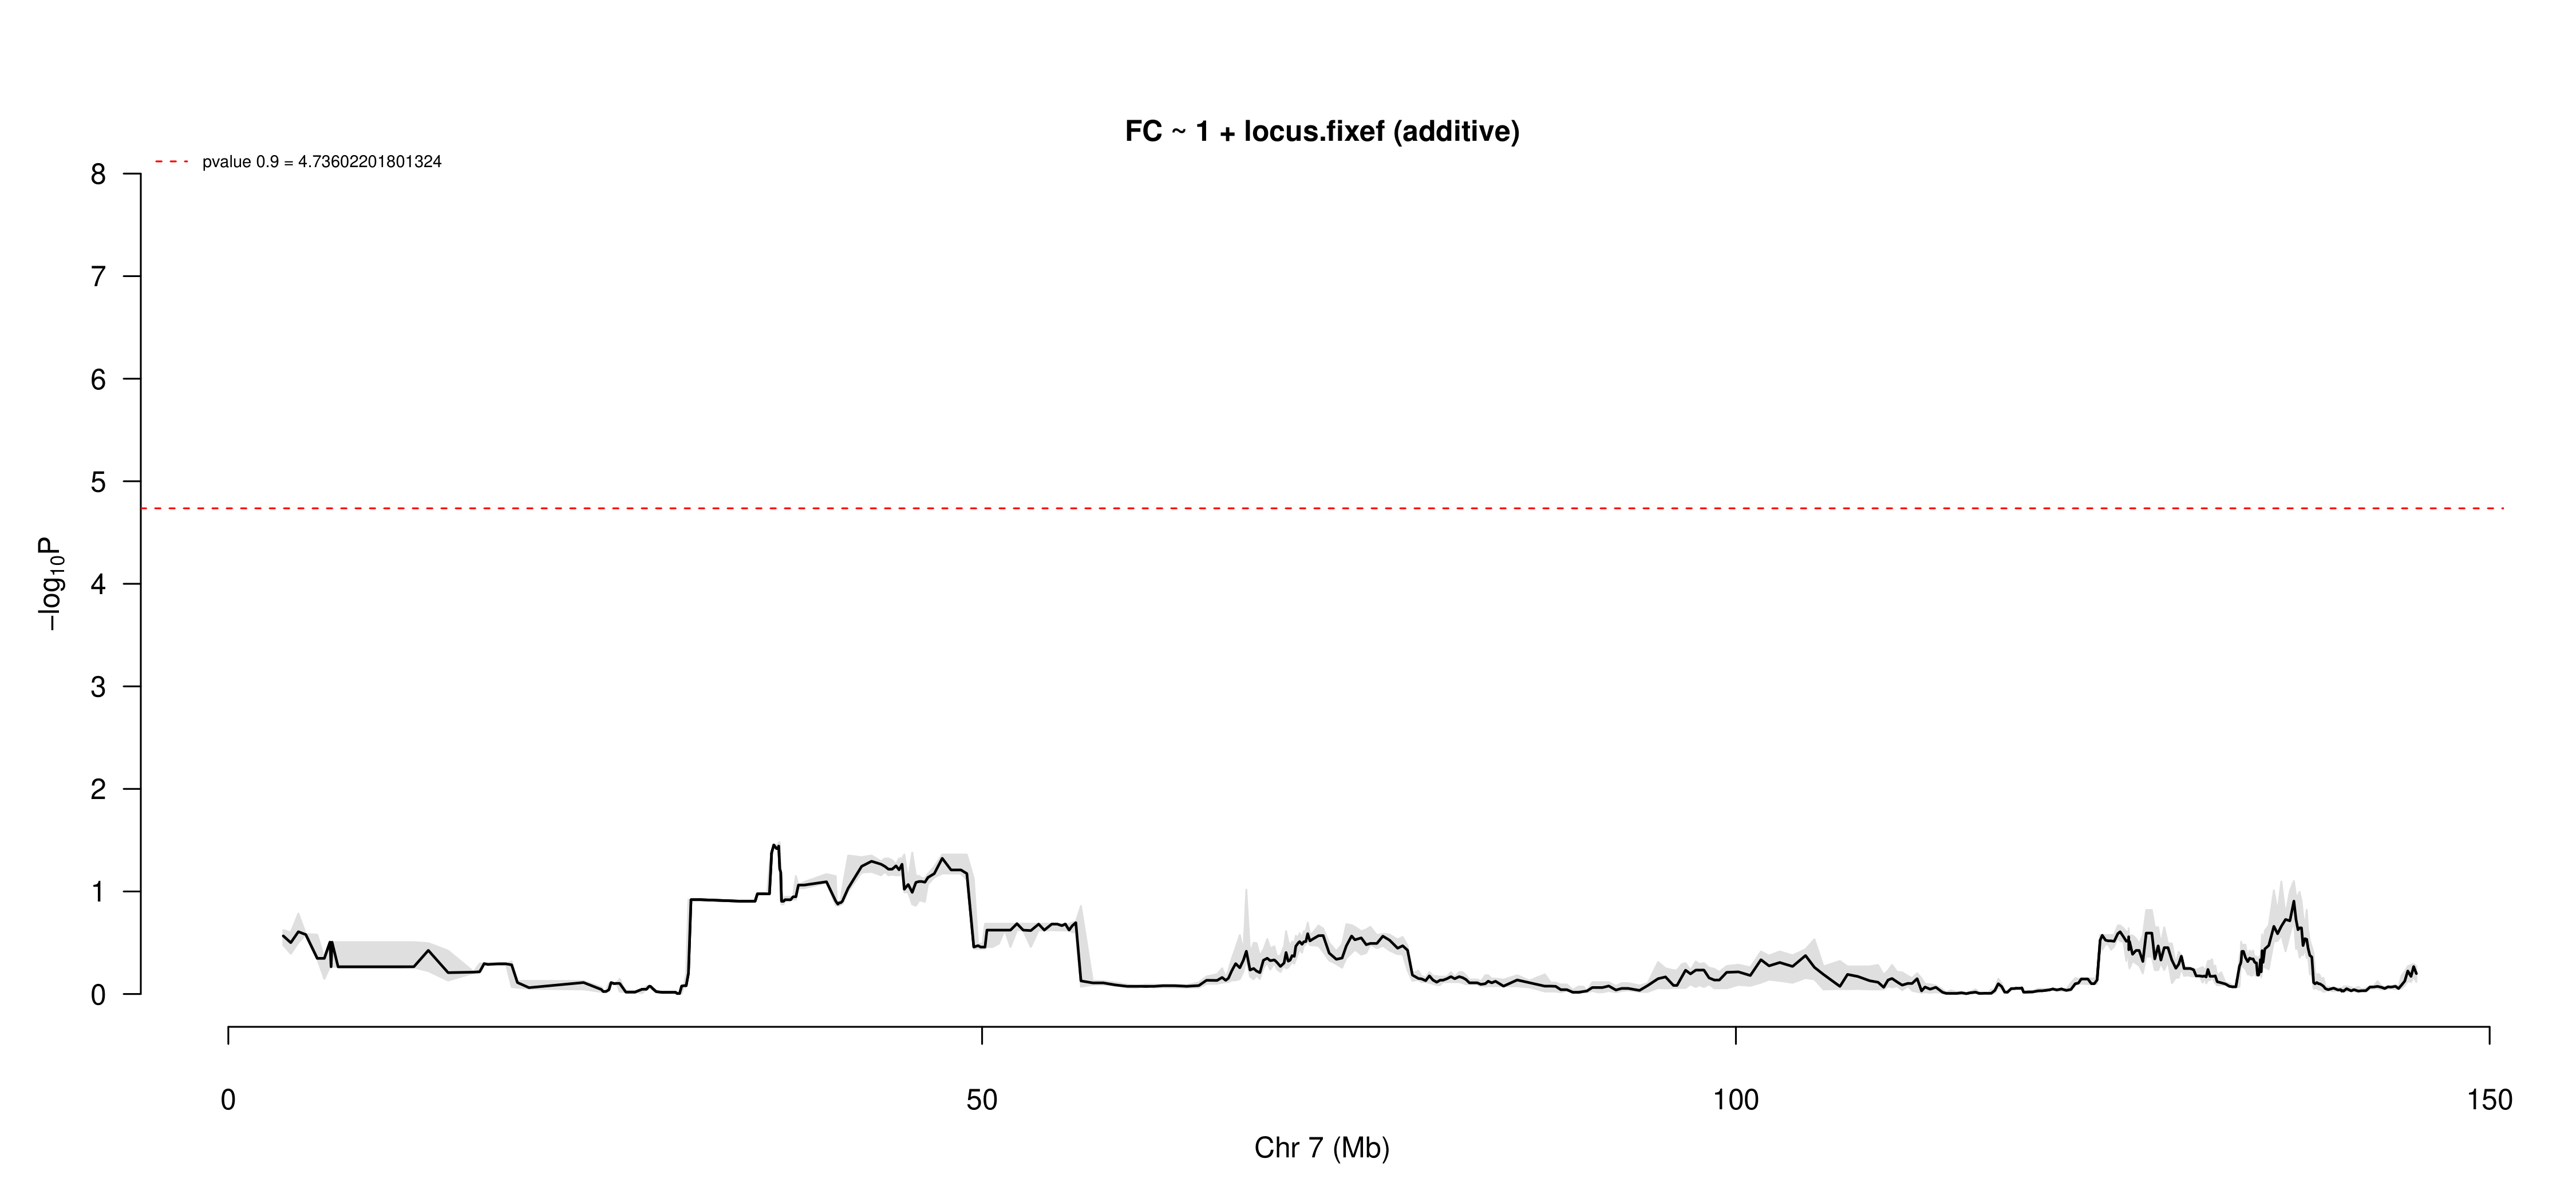 FC ~ 1 + locus.fixef (additive)
pvalue 0.9 = 4.73602201801324
8
7
6
5
4
3
2
1
0
−log10P
0 50 100 150
Chr 7 (Mb)